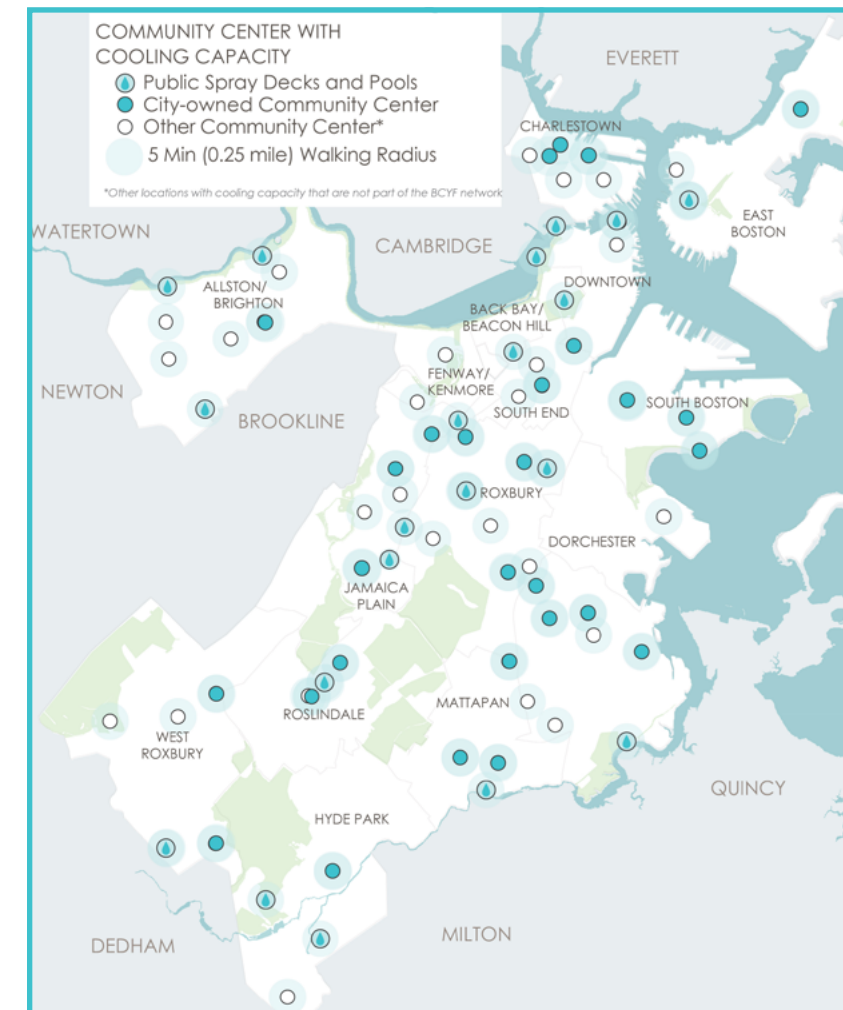 COMMUNITY CENTER WITH
COOLING CAPACITY
Public Spray Decks and Pools
City-owned Community Center
Other Community Center*
5 Min (0.25 mile) Walking Radius
*Other locations with cooling capacity that are not part of the BCYF network
EVERETT
CHARLESTOWN
EAST
BOSTON
WATERTOWN
CAMBRIDGE
ALLSTON/
BRIGHTON
DOWNTOWN
BACK BAY/
BEACON HILL
FENWAY/
KENMORE
NEWTON
SOUTH END
SOUTH BOSTON
BROOKLINE
ROXBURY
DORCHESTER
JAMAICA
PLAIN
MATTAPAN
ROSLINDALE
WEST
ROXBURY
QUINCY
HYDE PARK
DEDHAM
MILTON